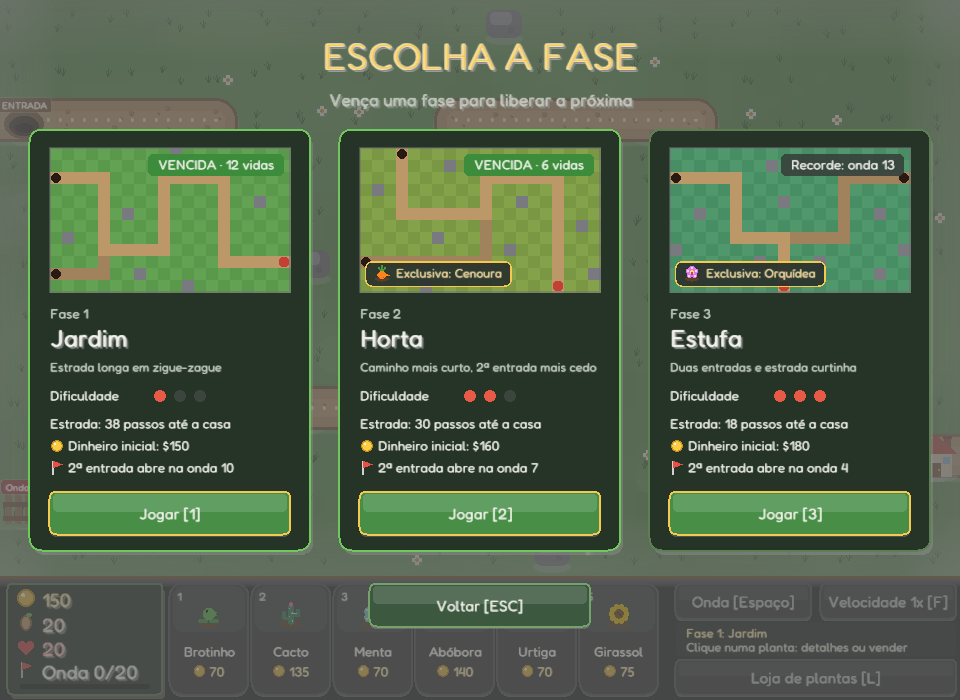 ESCOLHA A FASE
Vença uma fase para liberar a próxima
ENTRADA
VENCIDA · 12 vidas
Fase 1
Jardim
Estrada longa em zigue-zague
Dificuldade
Estrada: 38 passos até a casa
Dinheiro inicial: $150
2ª entrada abre na onda 10
Jogar [1]
VENCIDA · 6 vidas
Exclusiva: Cenoura
Fase 2
Horta
Caminho mais curto, 2ª entrada mais cedo
Dificuldade
Estrada: 30 passos até a casa
Dinheiro inicial: $160
2ª entrada abre na onda 7
Jogar [2]
Recorde: onda 13
Exclusiva: Orquídea
Fase 3
Estufa
Duas entradas e estrada curtinha
Dificuldade
Estrada: 18 passos até a casa
Dinheiro inicial: $180
2ª entrada abre na onda 4
Jogar [3]
Voltar [ESC]
150
20
20
Onda 0/20
1
Brotinho
70
2
Cacto
135
3
Menta
70
Abóbora
140
Urtiga
70
Girassol
75
Onda [Espaço]
Velocidade 1x [F]
Fase 1: Jardim
Clique numa planta: detalhes ou vender
Loja de plantas [L]